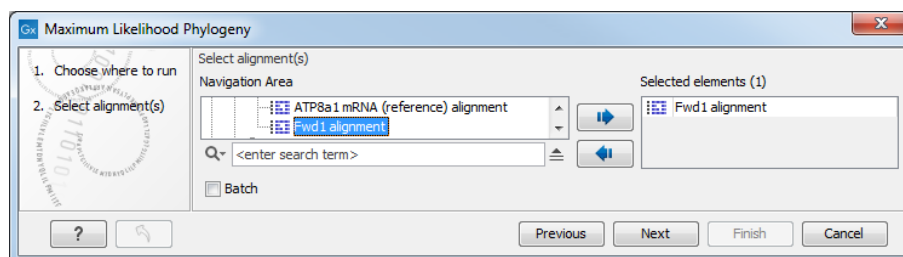 Gx Maximum Likelihood Phylogeny
1. Choose where to run
2. Select alignment(s)
Select alignment(s)
Navigation Area
ATP8a1 mRNA (reference) alignment
Fwd1 alignment
<enter search term>
Batch
Selected elements (1)
Fwd1 alignment
?
Previous
Next
Finish
Cancel